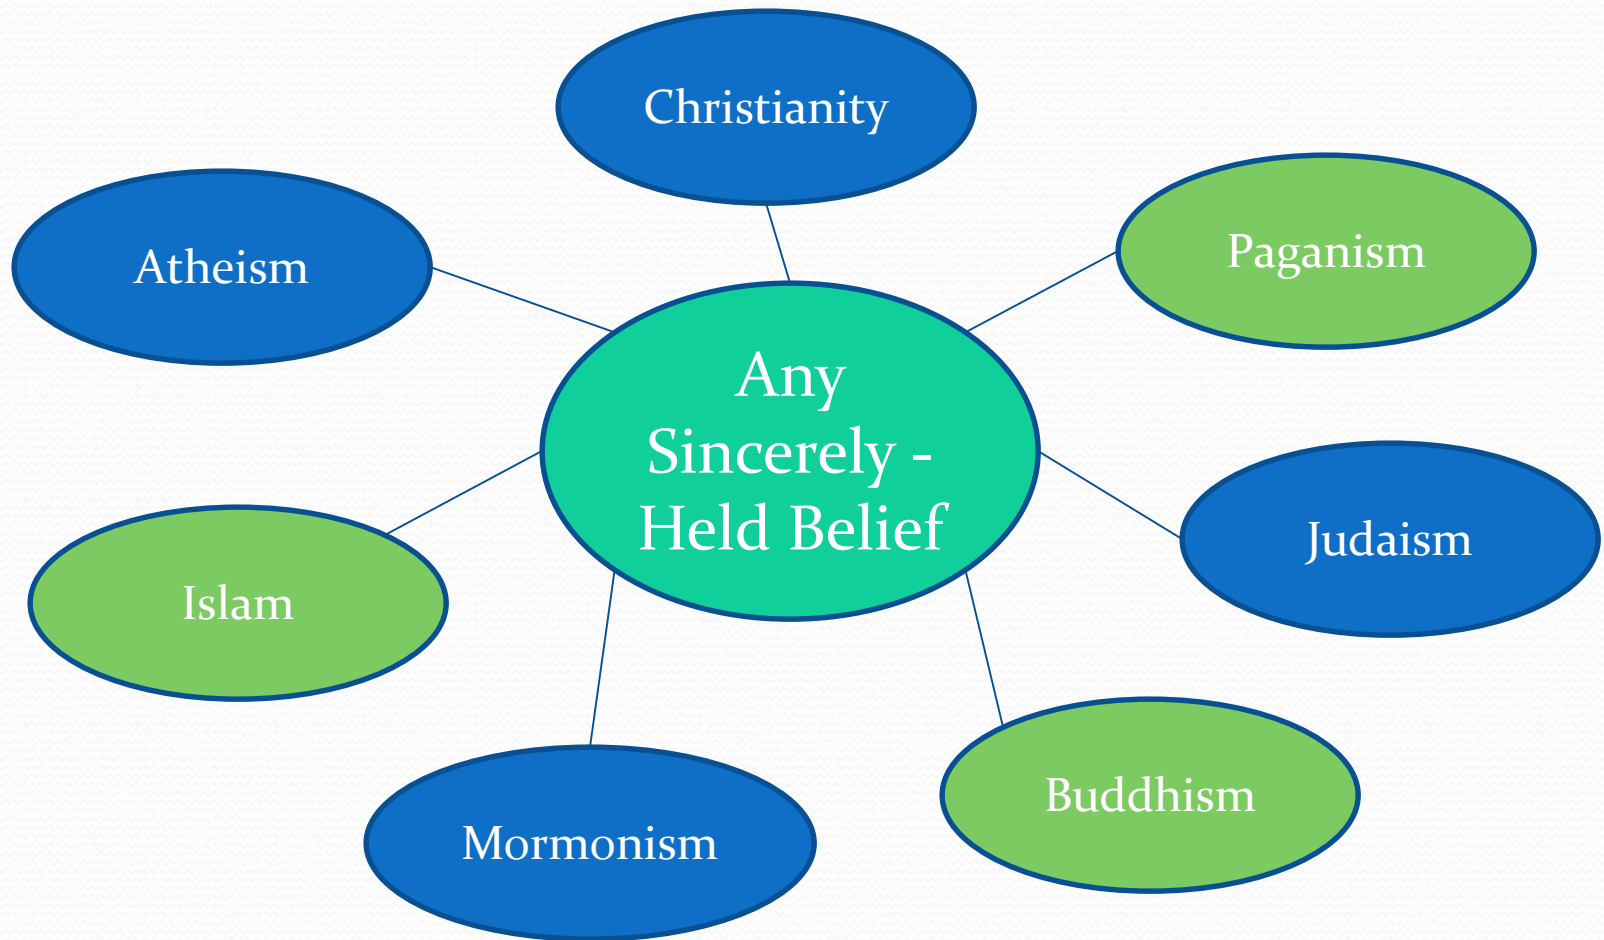 Christianity
Paganism
Atheism
Any
Sincerely -
Held Belief
Judaism
Islam
Buddhism
Mormonism